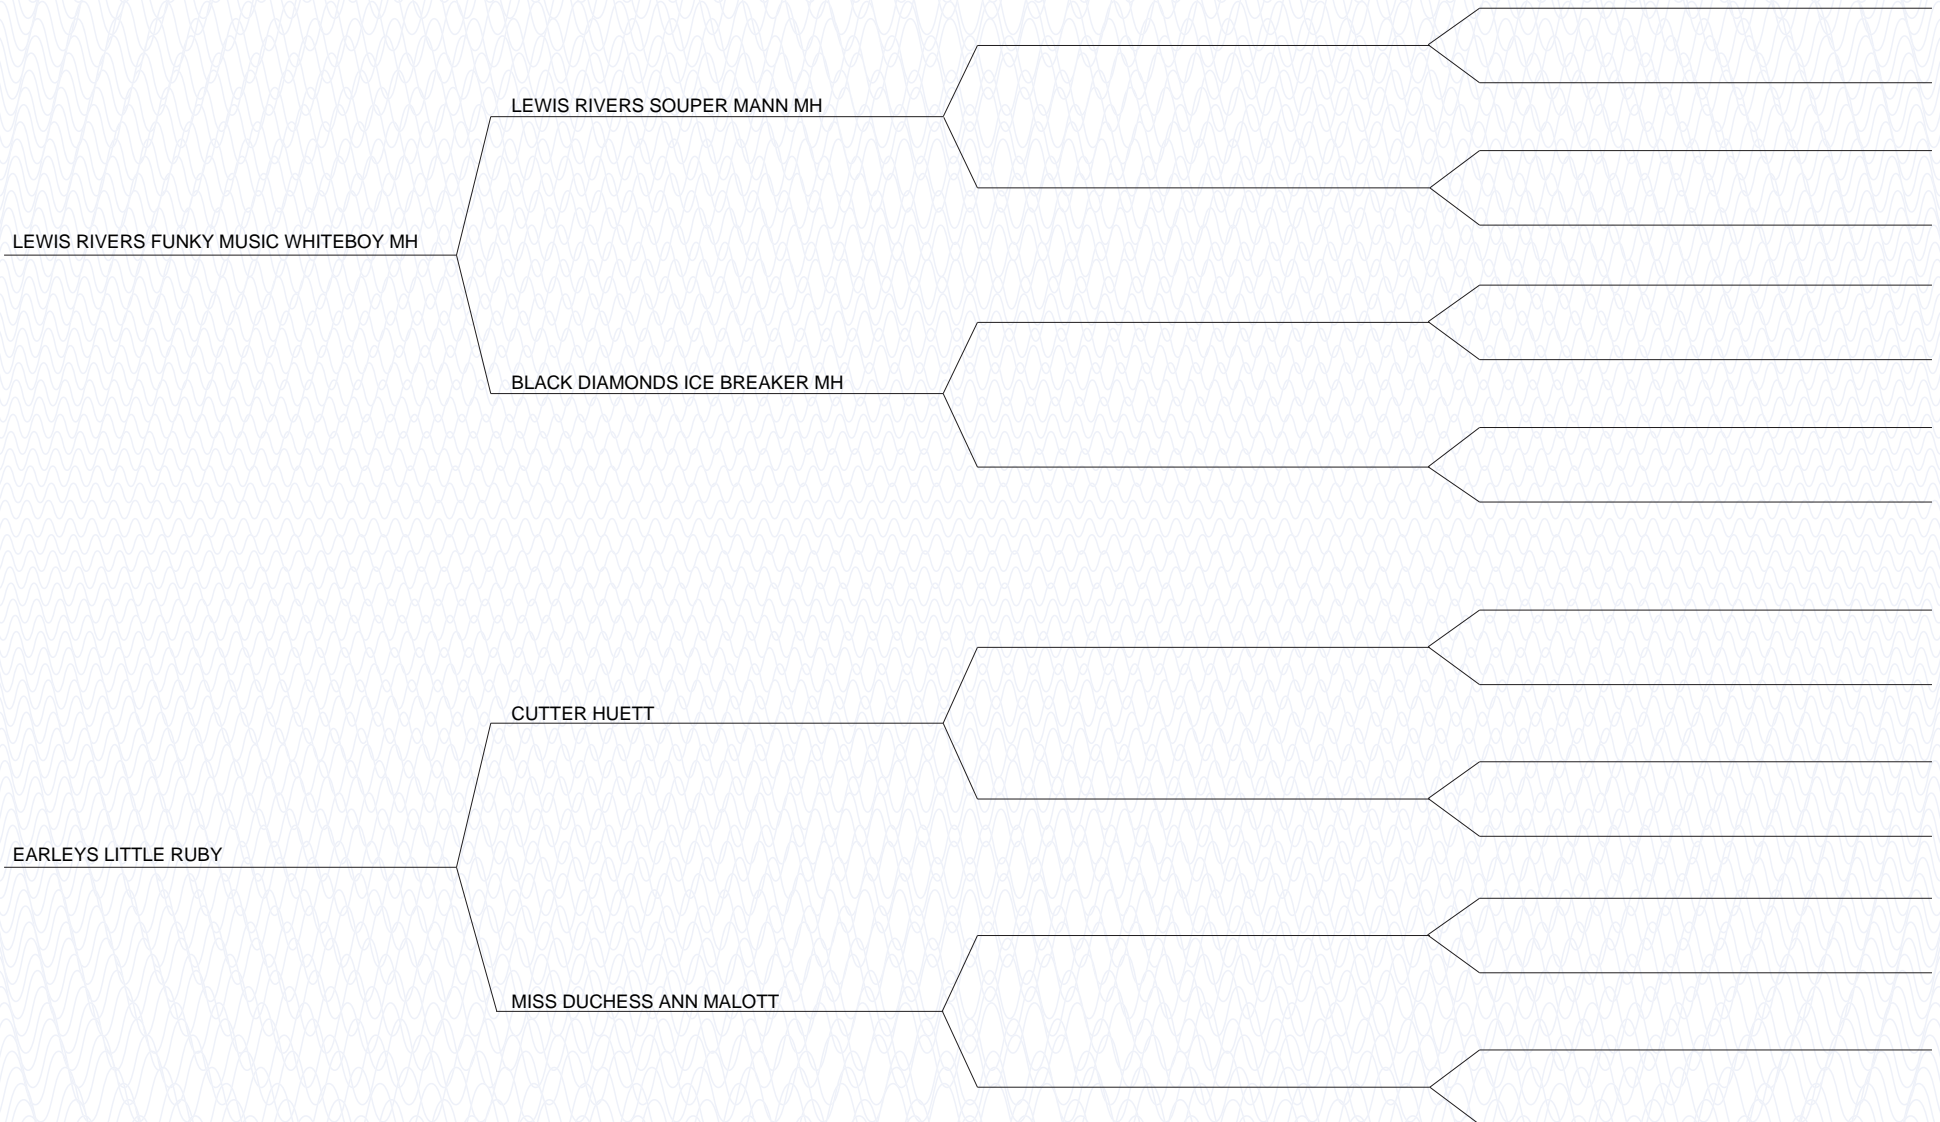 LEWIS RIVERS SOUPER MANN MH
LEWIS RIVERS FUNKY MUSIC WHITEBOY MH
BLACK DIAMONDS ICE BREAKER MH
CUTTER HUETT
EARLEYS LITTLE RUBY
MISS DUCHESS ANN MALOTT